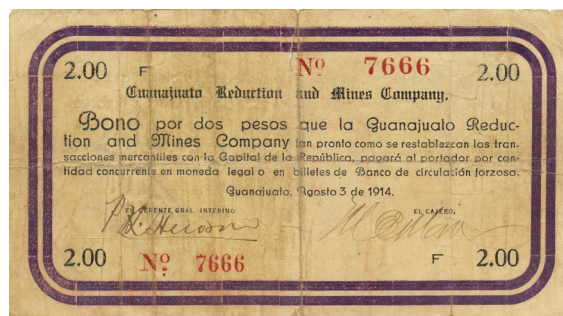 2.00 F Nº 7666 2.00
Guanajuato Reduction and Mines Company.
Bono por dos pesos que la Guanajuato Reduc-
tion and Mines Company tan pronto como se restablezcan las tran-
sacciones mercantiles con la Capital de la República, pagará al portador por can-
tidad concurrente en moneda legal o en billetes de Banco de circulación forzosa.
Guanajuato, Agosto 3 de 1914.
EL GERENTE GRAL. INTERINO EL CAJERO,
2.00 Nº 7666 F 2.00